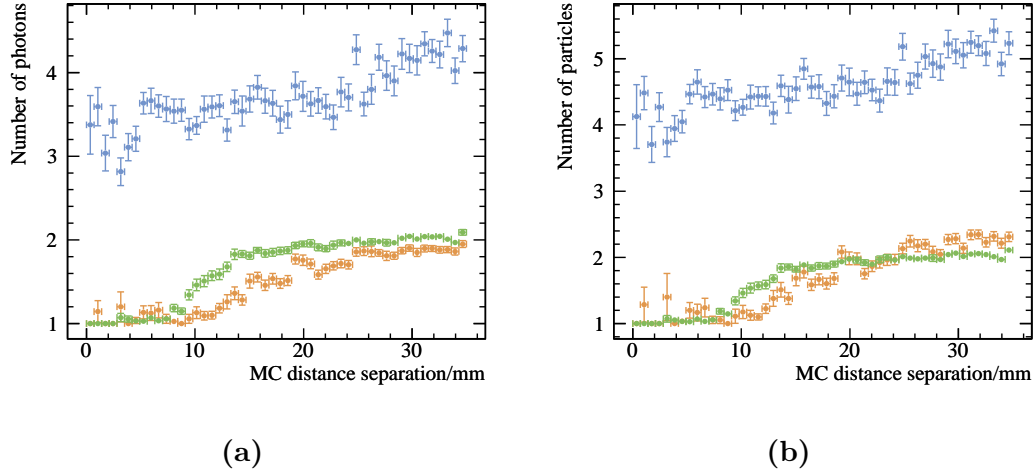 Number of photons
4
3
2
1
0 10 20 30
MC distance separation/mm
(a)
Number of particles
5
4
3
2
1
0 10 20 30
MC distance separation/mm
(b)